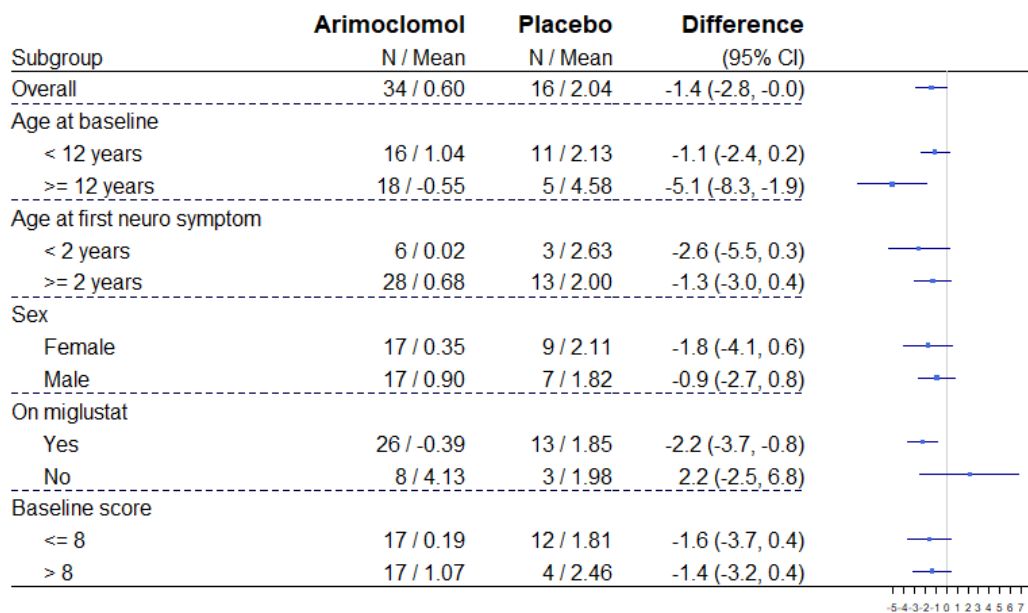 Arimoclomol Placebo Difference
Subgroup N / Mean N / Mean (95% CI)
Overall 34 / 0.60 16 / 2.04 -1.4 (-2.8, -0.0)
Age at baseline
< 12 years 16 / 1.04 11 / 2.13 -1.1 (-2.4, 0.2)
>= 12 years 18 / -0.55 5 / 4.58 -5.1 (-8.3, -1.9)
Age at first neuro symptom
< 2 years 6 / 0.02 3 / 2.63 -2.6 (-5.5, 0.3)
>= 2 years 28 / 0.68 13 / 2.00 -1.3 (-3.0, 0.4)
Sex
Female 17 / 0.35 9 / 2.11 -1.8 (-4.1, 0.6)
Male 17 / 0.90 7 / 1.82 -0.9 (-2.7, 0.8)
On miglustat
Yes 26 / -0.39 13 / 1.85 -2.2 (-3.7, -0.8)
No 8 / 4.13 3 / 1.98 2.2 (-2.5, 6.8)
Baseline score
<= 8 17 / 0.19 12 / 1.81 -1.6 (-3.7, 0.4)
> 8 17 / 1.07 4 / 2.46 -1.4 (-3.2, 0.4)
-5 -4 -3 -2 -1 0 1 2 3 4 5 6 7